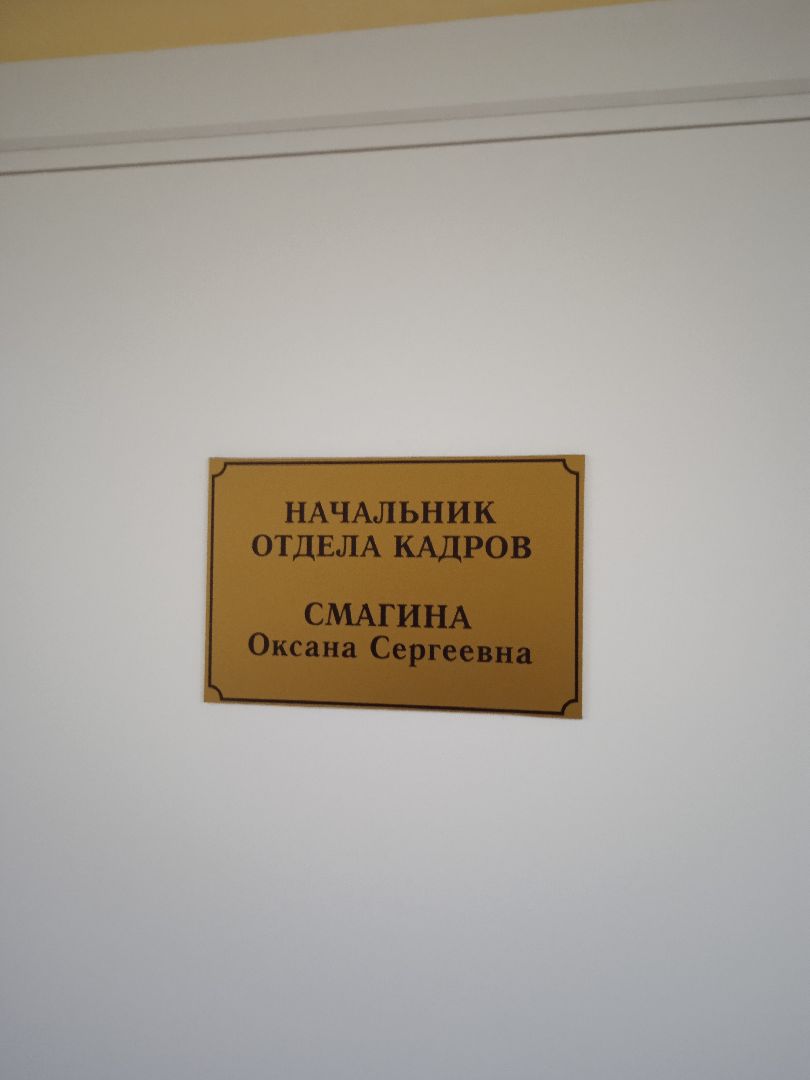 НАЧАЛЬНИК
ОТДЕЛА КАДРОВ
СМАГИНА
Оксана Сергеевна